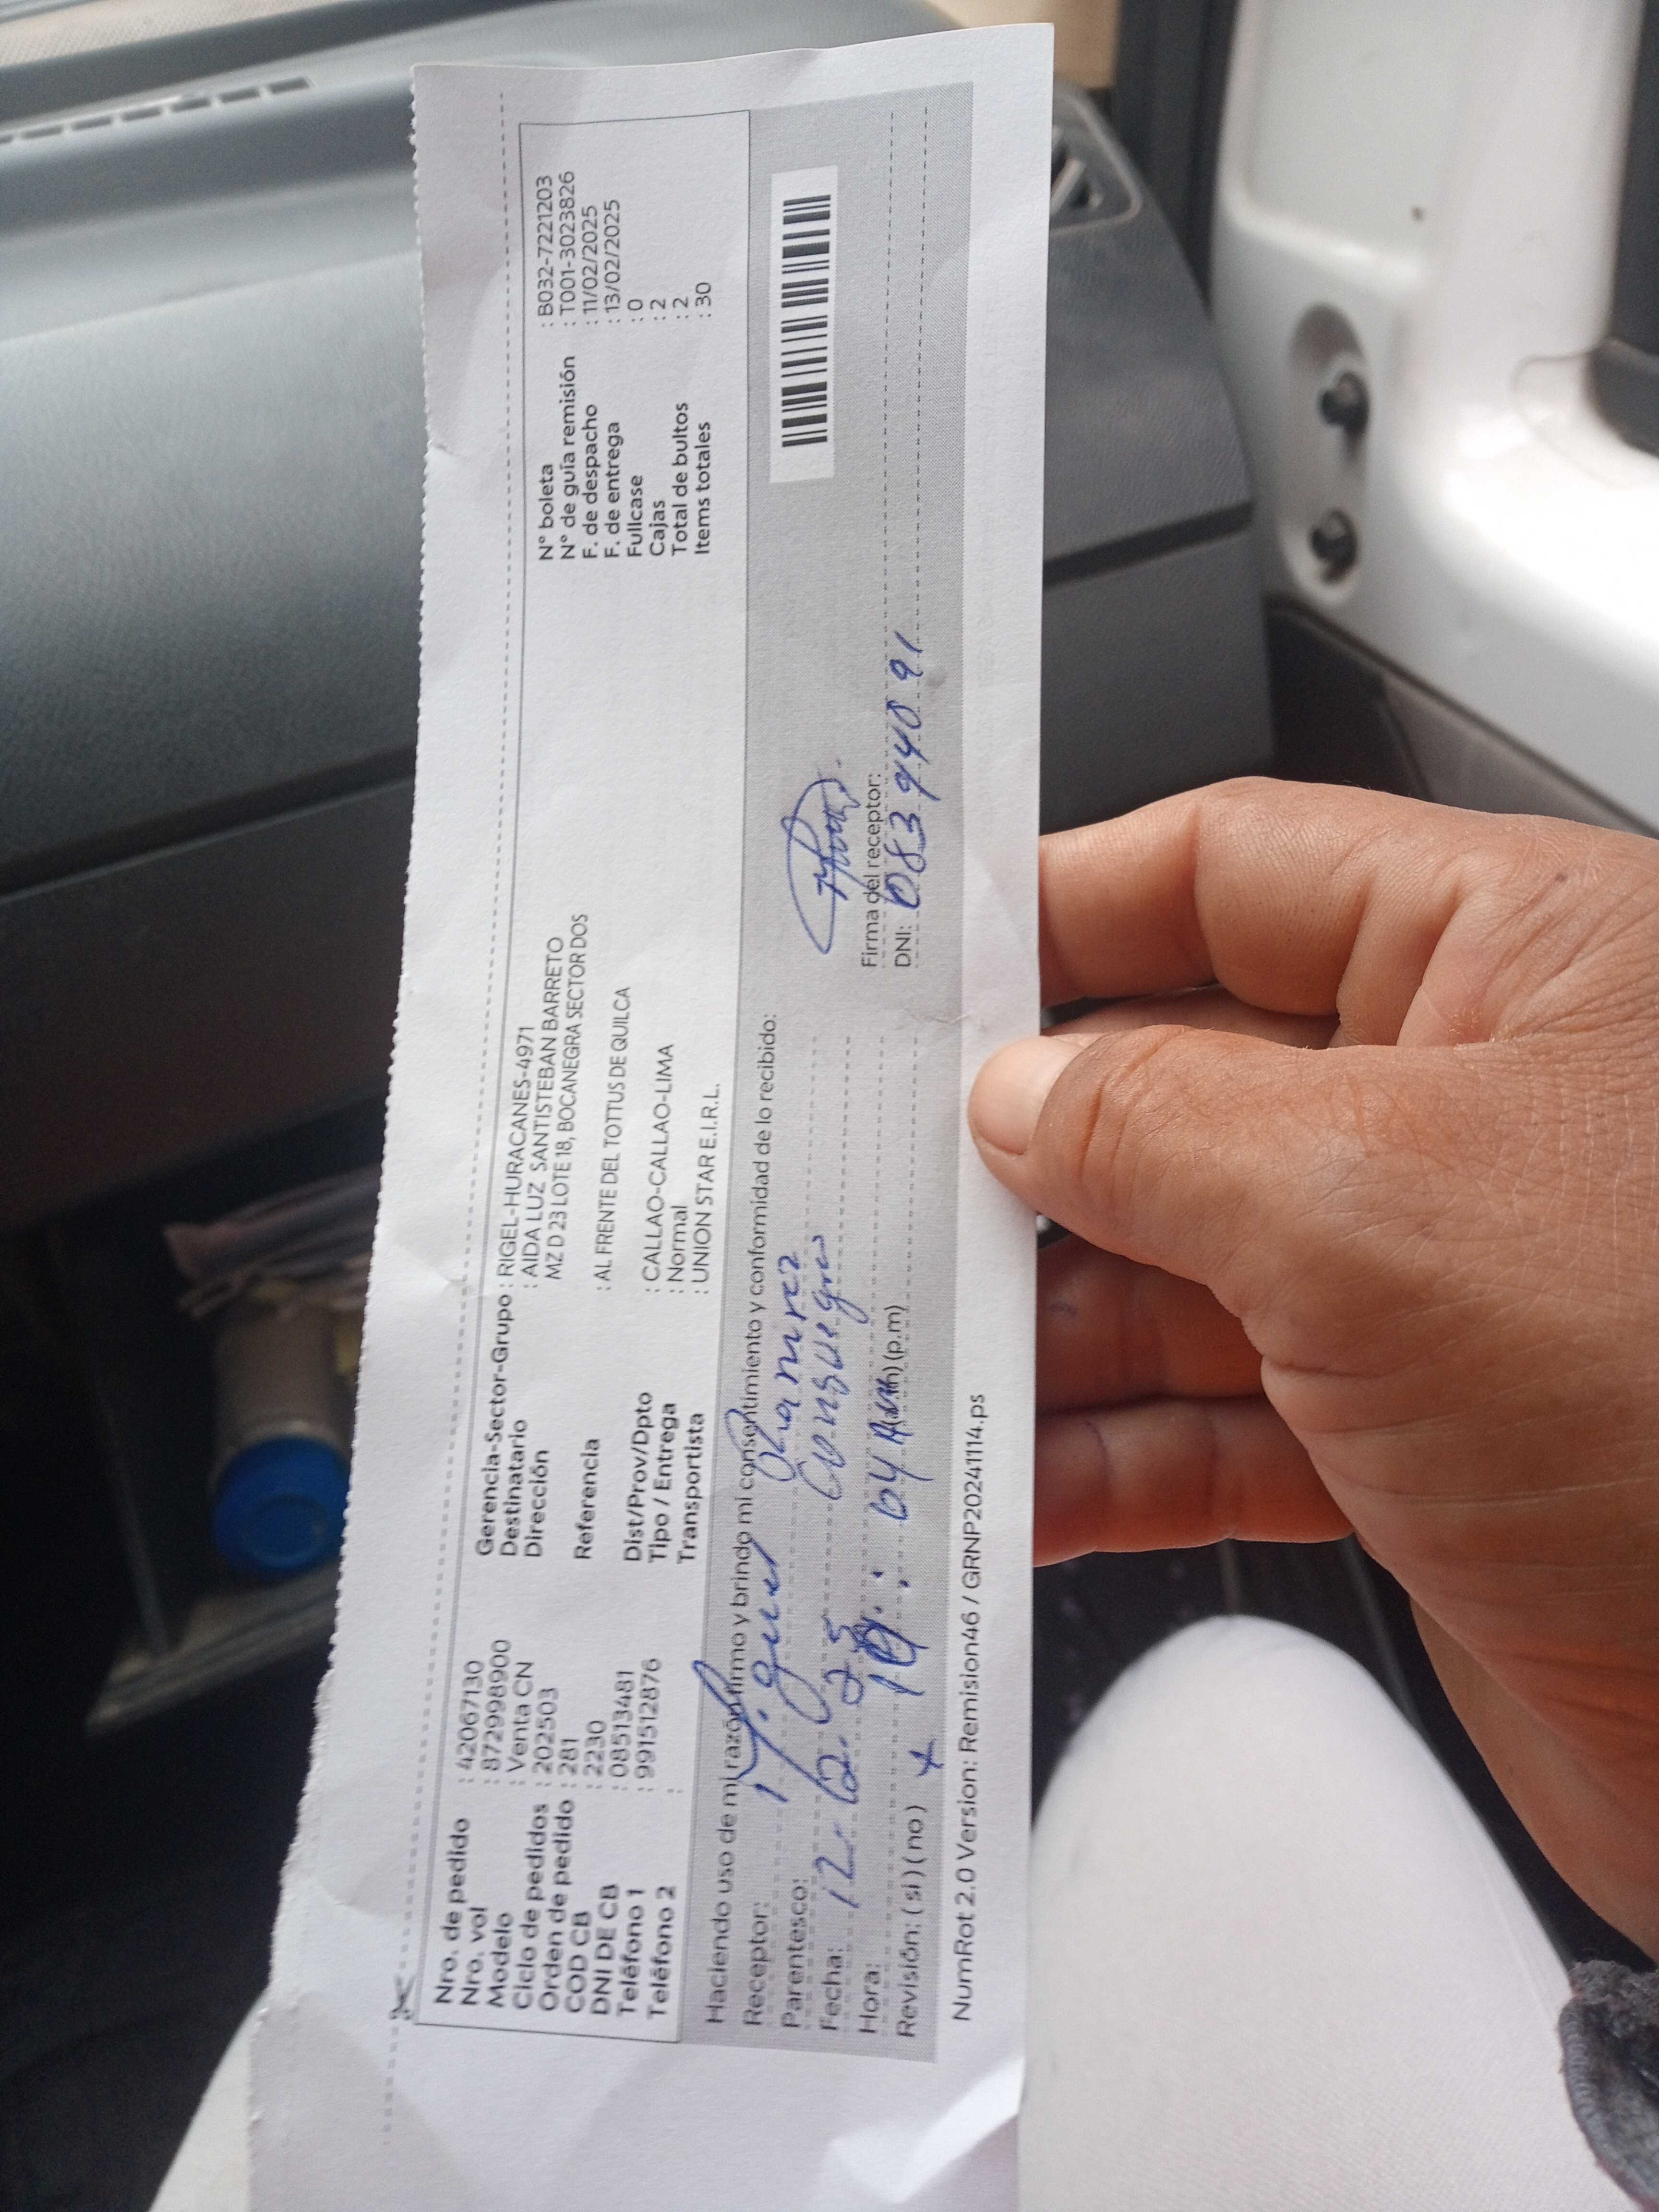 Nro. de pedido : 42067130
Nro. vol : 872998900
Modelo : Venta CN
Ciclo de pedidos : 202503
Orden de pedido : 281
COD CB : 2230
DNI DE CB : 08513481
Teléfono 1 : 991512876
Teléfono 2 :
Gerencia-Sector-Grupo : RIGEL-HURACANES-4971
Destinatario : AIDA LUZ SANTISTEBAN BARRETO
Dirección MZ D 23 LOTE 18, BOCANEGRA SECTOR DOS
Referencia : AL FRENTE DEL TOTTUS DE QUILCA
Dist/Prov/Dpto : CALLAO-CALLAO-LIMA
Tipo / Entrega : Normal
Transportista : UNION STAR E.I.R.L.
N° boleta : B032-7221203
N° de guía remisión : T001-3023826
F. de despacho : 11/02/2025
F. de entrega : 13/02/2025
Fullcase : 0
Cajas : 2
Total de bultos : 2
Items totales : 30
Haciendo uso de mi razón firmo y brindo mi consentimiento y conformidad de lo recibido:
Receptor: Ramirez
Parentesco: Consuegro
Fecha: 12. 02. 25
Hora:
Revisión: ( si ) ( no ) x (p.m)
Firma del receptor:
DNI: 083944091
NumRot 2.0 Version: Remision46 / GRNP20241114.ps